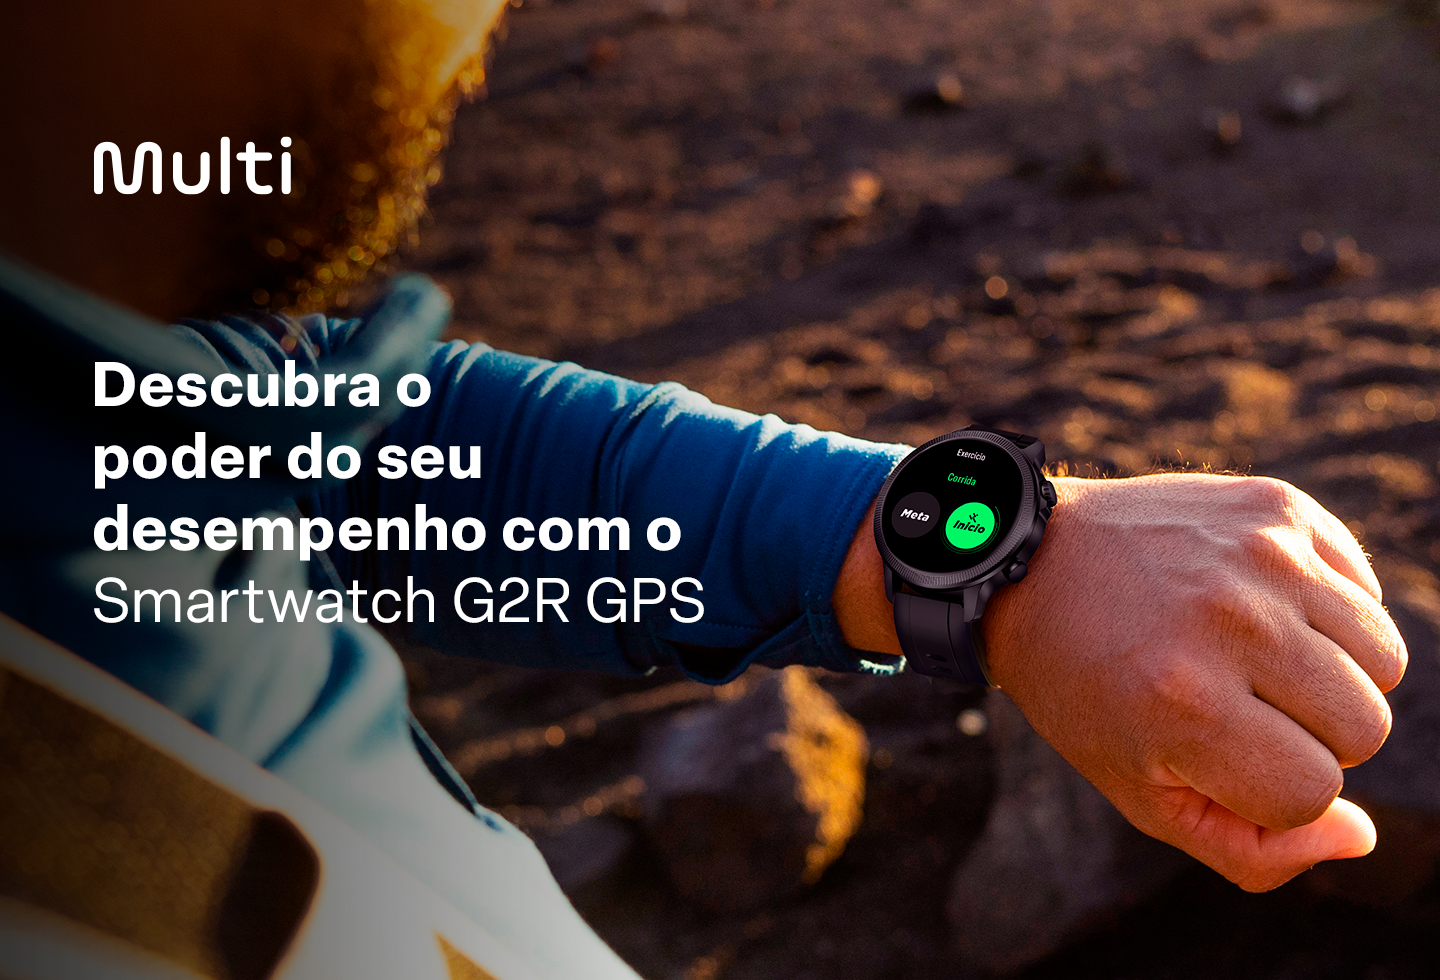 Multi
Descubra o
poder do seu
desempenho com o
Smartwatch G2R GPS
Exercício
Corrida
Meta
Início